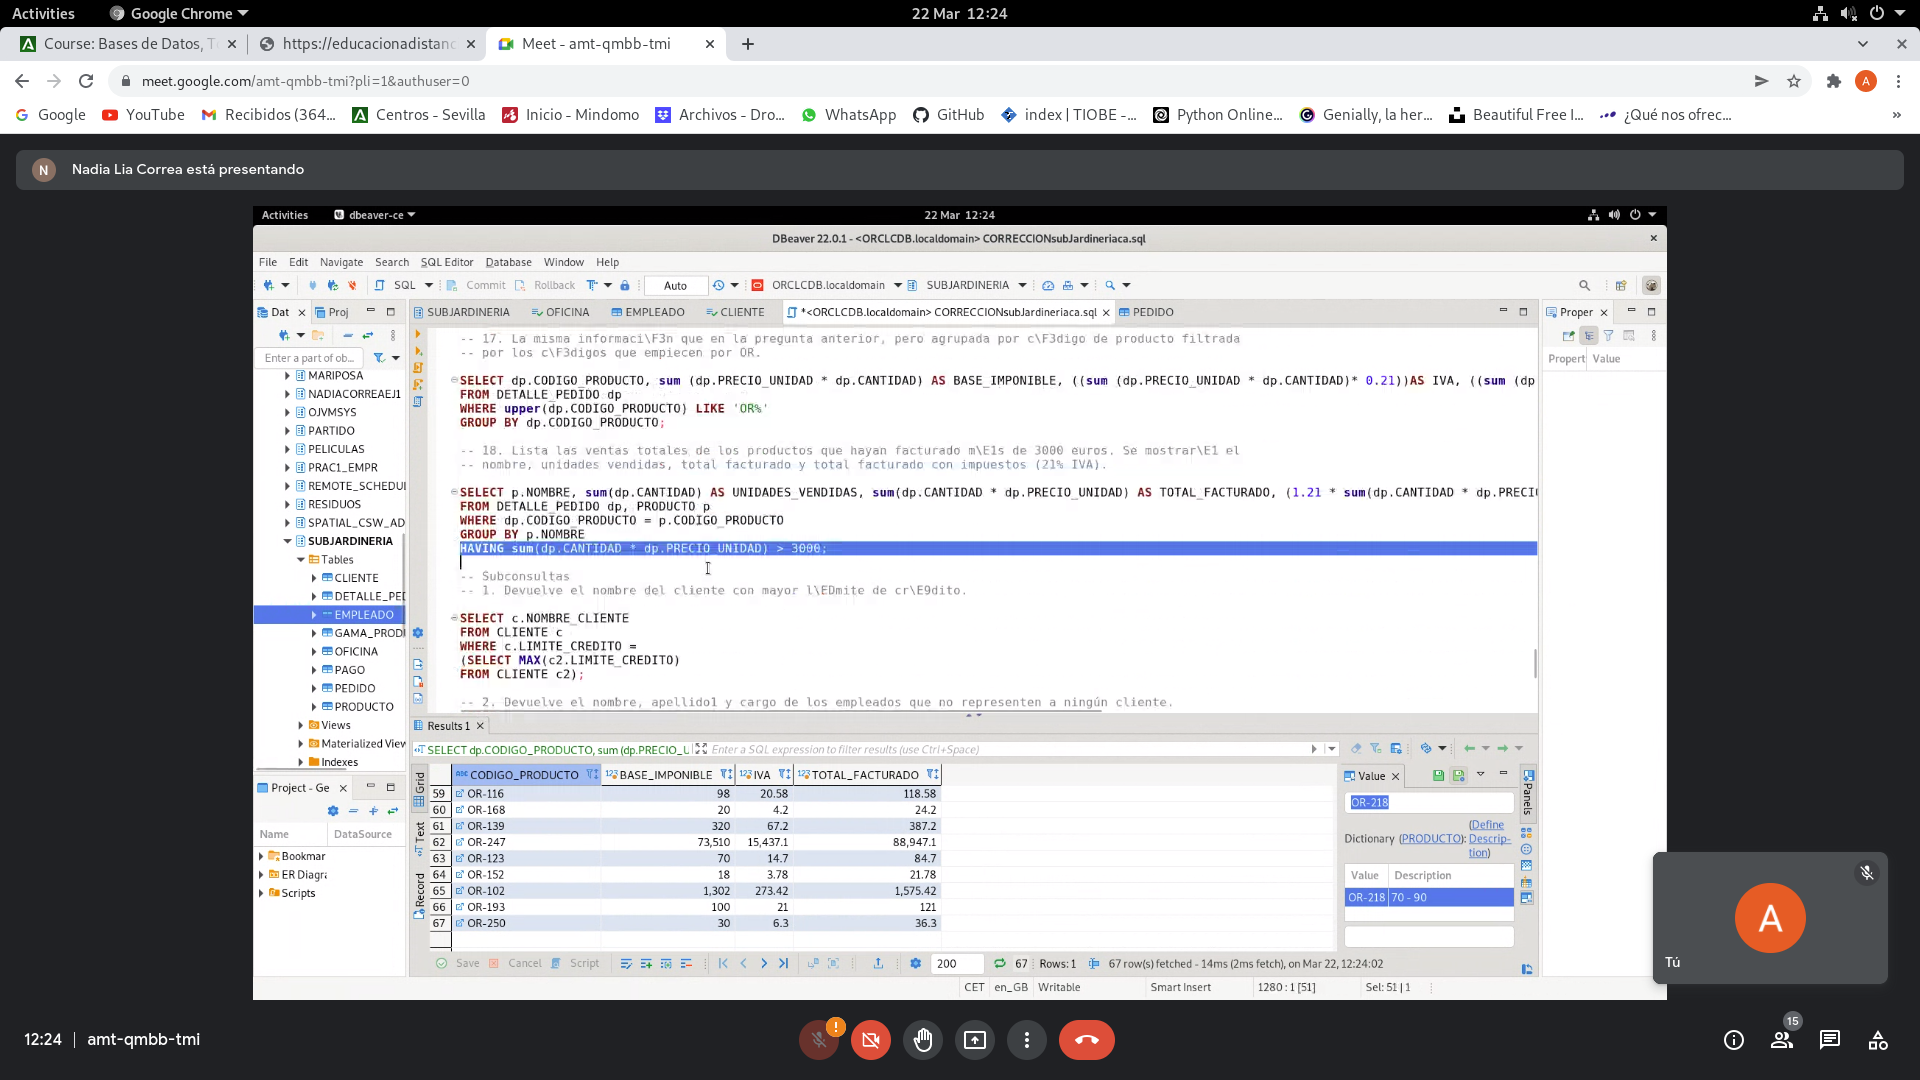 Activities
Google Chrome
22 Mar 12:24
Course: Bases de Datos, T
https://educacionadistanc
Meet - amt-qmbb-tmi
meet.google.com/amt-qmbb-tmi?pli=1&authuser=0
A
Google
YouTube
Recibidos (364...
Centros - Sevilla
Inicio - Mindomo
Archivos - Dro...
WhatsApp
GitHub
index | TIOBE -...
Python Online...
Genially, la her...
Beautiful Free I...
¿Qué nos ofrec...
»
N
Nadia Lia Correa está presentando
Activities
dbeaver-ce
22 Mar 12:24
DBeaver 22.0.1 - <ORCLCDB.localdomain> CORRECCIONsubJardineriaca.sql
File
Edit
Navigate
Search
SQL Editor
Database
Window
Help
SQL
Commit
Rollback
Auto
ORCLCDB.localdomain
SUBJARDINERIA
Dat
Proj
SUBJARDINERIA
OFICINA
EMPLEADO
CLIENTE
*<ORCLCDB.localdomain> CORRECCIONsubJardineriaca.sql
PEDIDO
Proper
Enter a part of obj
Propert
Value
MARIPOSA
NADIACORREAEJ1
OJVMSYS
PARTIDO
PELICULAS
PRAC1_EMPR
REMOTE_SCHEDU
RESIDUOS
SPATIAL_CSW_AD
SUBJARDINERIA
Tables
CLIENTE
DETALLE_PED
EMPLEADO
GAMA_PROD
OFICINA
PAGO
PEDIDO
PRODUCTO
Views
Materialized View
Indexes
-- 17. La misma informaci\F3n que en la pregunta anterior, pero agrupada por c\F3digo de producto filtrada
-- por los c\F3digos que empiecen por OR.
SELECT dp.CODIGO_PRODUCTO, sum (dp.PRECIO_UNIDAD * dp.CANTIDAD) AS BASE_IMPONIBLE, ((sum (dp.PRECIO_UNIDAD * dp.CANTIDAD)* 0.21))AS IVA, ((sum (dp
FROM DETALLE_PEDIDO dp
WHERE upper(dp.CODIGO_PRODUCTO) LIKE 'OR%'
GROUP BY dp.CODIGO_PRODUCTO;
-- 18. Lista las ventas totales de los productos que hayan facturado m\E1s de 3000 euros. Se mostrar\E1 el
-- nombre, unidades vendidas, total facturado y total facturado con impuestos (21% IVA).
SELECT p.NOMBRE, sum(dp.CANTIDAD) AS UNIDADES_VENDIDAS, sum(dp.CANTIDAD * dp.PRECIO_UNIDAD) AS TOTAL_FACTURADO, (1.21 * sum(dp.CANTIDAD * dp.PRECI
FROM DETALLE_PEDIDO dp, PRODUCTO p
WHERE dp.CODIGO_PRODUCTO = p.CODIGO_PRODUCTO
GROUP BY p.NOMBRE
HAVING sum(dp.CANTIDAD * dp.PRECIO_UNIDAD) > 3000;
-- Subconsultas
-- 1. Devuelve el nombre del cliente con mayor l\EDmite de cr\E9dito.
SELECT c.NOMBRE_CLIENTE
FROM CLIENTE c
WHERE c.LIMITE_CREDITO =
(SELECT MAX(c2.LIMITE_CREDITO)
FROM CLIENTE c2);
-- 2. Devuelve el nombre, apellido1 y cargo de los empleados que no representen a ningún cliente.
Results 1
SELECT dp.CODIGO_PRODUCTO, sum (dp.PRECIO_U
Enter a SQL expression to filter results (use Ctrl+Space)
Grid
Text
Record
CODIGO_PRODUCTO BASE_IMPONIBLE IVA TOTAL_FACTURADO
59 OR-116 98 20.58 118.58
60 OR-168 20 4.2 24.2
61 OR-139 320 67.2 387.2
62 OR-247 73,510 15,437.1 88,947.1
63 OR-123 70 14.7 84.7
64 OR-152 18 3.78 21.78
65 OR-102 1,302 273.42 1,575.42
66 OR-193 100 21 121
67 OR-250 30 6.3 36.3
Value
Panels
OR-218
Dictionary (PRODUCTO): (Define
Descrip-
tion)
Value
Description
OR-218 70 - 90
Project - Ge
Name
DataSource
Bookmar
ER Diagra
Scripts
Save
Cancel
Script
200
67
Rows: 1
67 row(s) fetched - 14ms (2ms fetch), on Mar 22, 12:24:02
CET
en_GB
Writable
Smart Insert
1280 : 1 [51]
Sel: 51 | 1
A
Tú
12:24
amt-qmbb-tmi
15